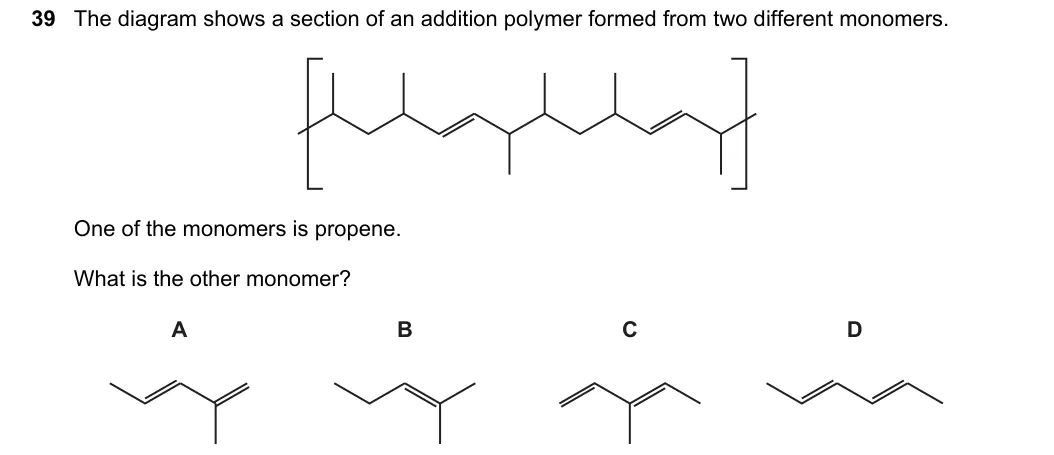 39 The diagram shows a section of an addition polymer formed from two different monomers.
One of the monomers is propene.
What is the other monomer?
A B C D